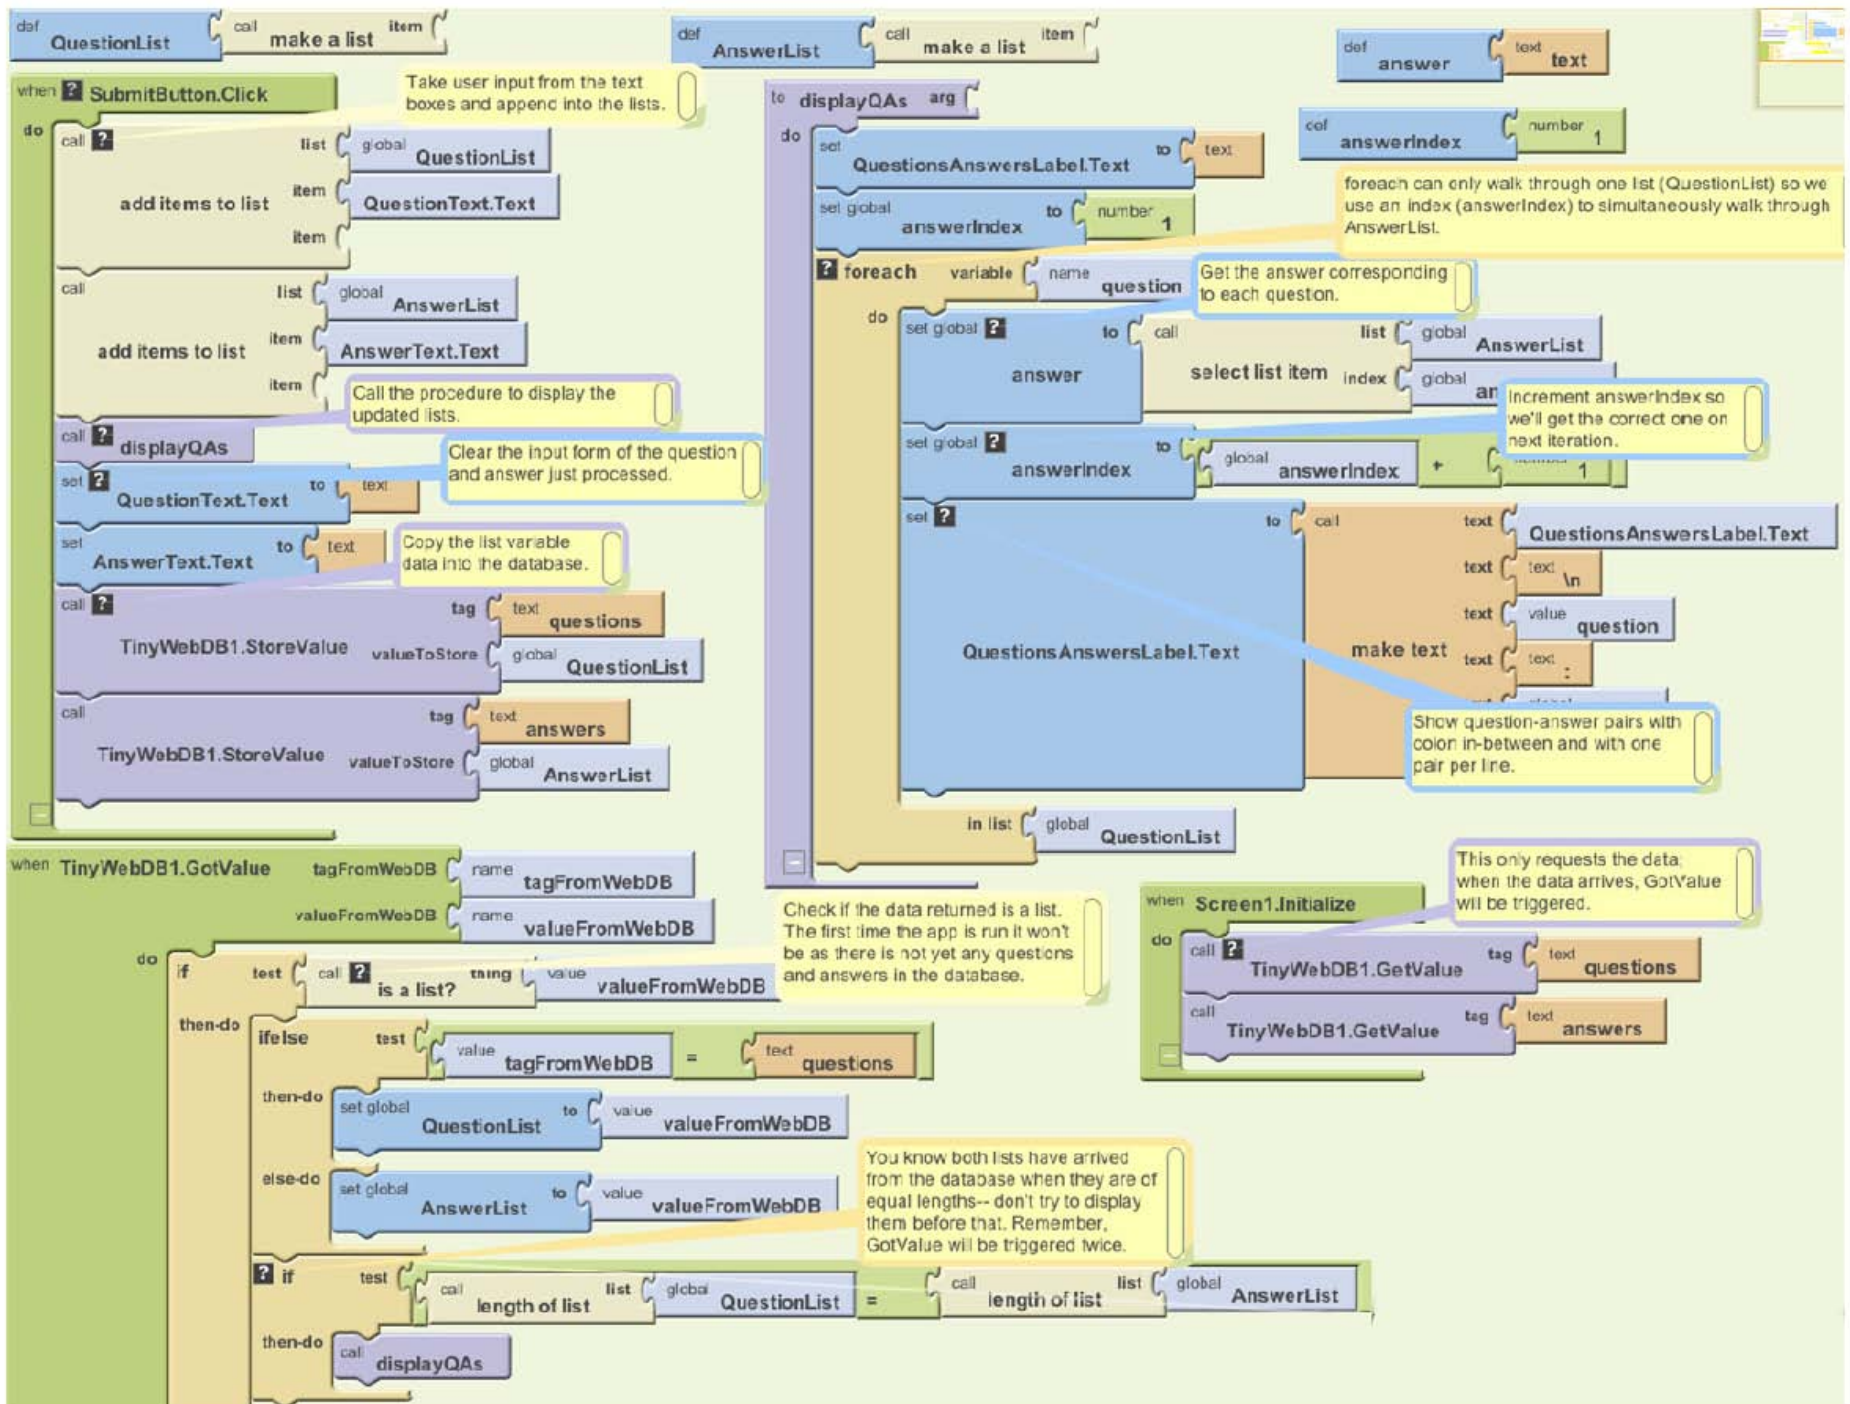 def QuestionList call make a list item
def AnswerList call make a list item
def answer text text
def answerIndex number 1
when ? SubmitButton.Click
Take user input from the text
boxes and append into the lists.
do
call ? add items to list
list global QuestionList
item QuestionText.Text
item
call add items to list
list global AnswerList
item AnswerText.Text
item
Call the procedure to display the
updated lists.
call ? displayQAs
Clear the input form of the question
and answer just processed.
set ? QuestionText.Text to text
set AnswerText.Text to text
Copy the list variable
data into the database.
call ? TinyWebDB1.StoreValue
tag text questions
valueToStore global QuestionList
call TinyWebDB1.StoreValue
tag text answers
valueToStore global AnswerList
to displayQAs arg
do
set QuestionsAnswersLabel.Text to text
set global answerIndex to number 1
foreach can only walk through one list (QuestionList) so we
use an index (answerIndex) to simultaneously walk through
AnswerList.
? foreach variable name question
Get the answer corresponding
to each question.
do
set global ? answer to call select list item
list global AnswerList
index global
Increment answerIndex so
we'll get the correct one on
next iteration.
set global ? answerIndex to global answerIndex + 1
set ? QuestionsAnswersLabel.Text to call make text
text QuestionsAnswersLabel.Text
text text \n
text value question
text text :
Show question-answer pairs with
colon in-between and with one
pair per line.
in list global QuestionList
when TinyWebDB1.GotValue
tagFromWebDB name tagFromWebDB
valueFromWebDB name valueFromWebDB
Check if the data returned is a list.
The first time the app is run it won't
be as there is not yet any questions
and answers in the database.
do
if test call ? is a list? thing value valueFromWebDB
then-do
ifelse test value tagFromWebDB = text questions
then-do set global QuestionList to value valueFromWebDB
else-do set global AnswerList to value valueFromWebDB
You know both lists have arrived
from the database when they are of
equal lengths-- don't try to display
them before that. Remember,
GotValue will be triggered twice.
? if test call length of list list global QuestionList = call length of list list global AnswerList
then-do call displayQAs
This only requests the data;
when the data arrives, GotValue
will be triggered.
when Screen1.Initialize
do
call ? TinyWebDB1.GetValue tag text questions
call TinyWebDB1.GetValue tag text answers